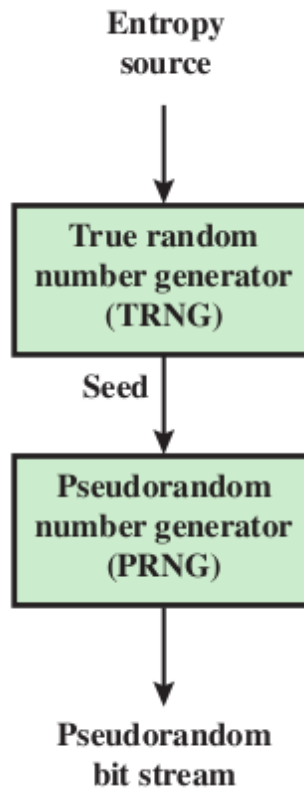 Entropy
source
True random
number generator
(TRNG)
Seed
Pseudorandom
number generator
(PRNG)
Pseudorandom
bit stream